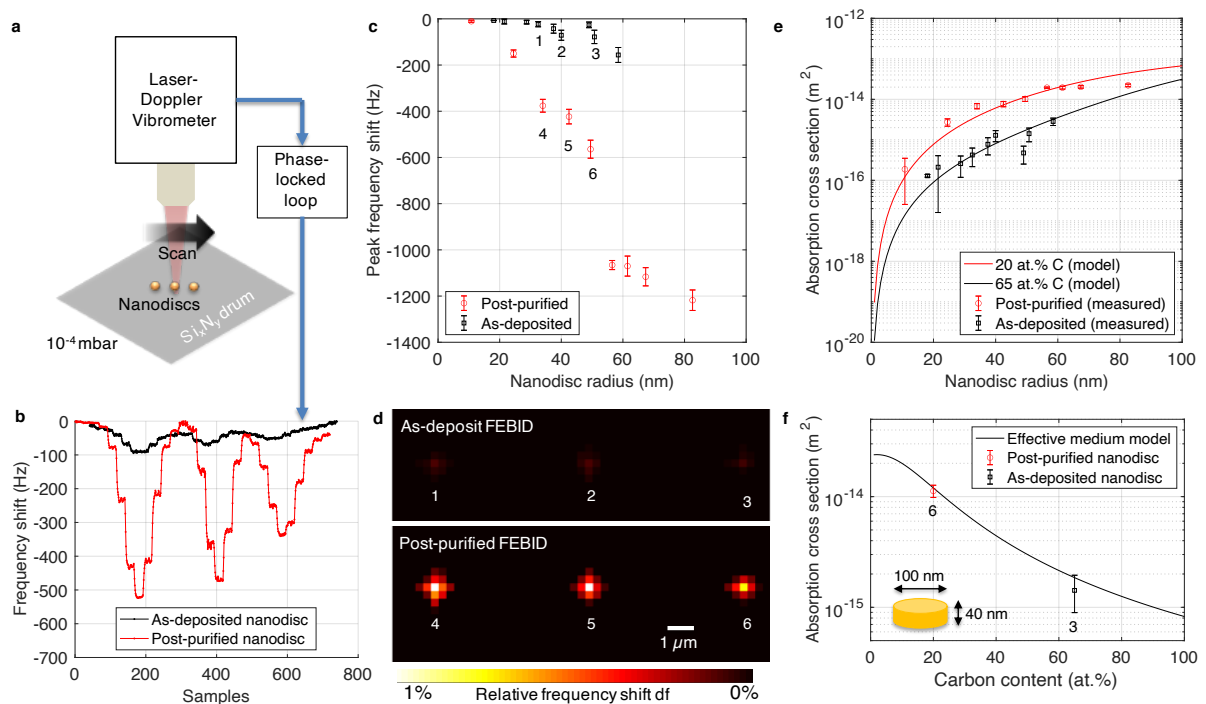 a
Laser-
Doppler
Vibrometer
Phase-
locked
loop
Scan
Nanodiscs
SixNy drum
10-4 mbar
b
0
-100
-200
-300
-400
-500
-600
-700
Frequency shift (Hz)
As-deposited nanodisc
Post-purified nanodisc
0 200 400 600 800
Samples
c
0
-200
-400
-600
-800
-1000
-1200
-1400
Peak frequency shift (Hz)
1
2
3
4
5
6
Post-purified
As-deposited
0 20 40 60 80 100
Nanodisc radius (nm)
d
As-deposit FEBID
1 2 3
Post-purified FEBID
4 5 6
1 µm
1% Relative frequency shift df 0%
e
10-12
10-14
10-16
10-18
10-20
Absorption cross section (m2)
20 at.% C (model)
65 at.% C (model)
Post-purified (measured)
As-deposited (measured)
0 20 40 60 80 100
Nanodisc radius (nm)
f
10-14
10-15
Absorption cross section (m2)
Effective medium model
Post-purified nanodisc
As-deposited nanodisc
6
3
100 nm
40 nm
0 20 40 60 80 100
Carbon content (at.%)